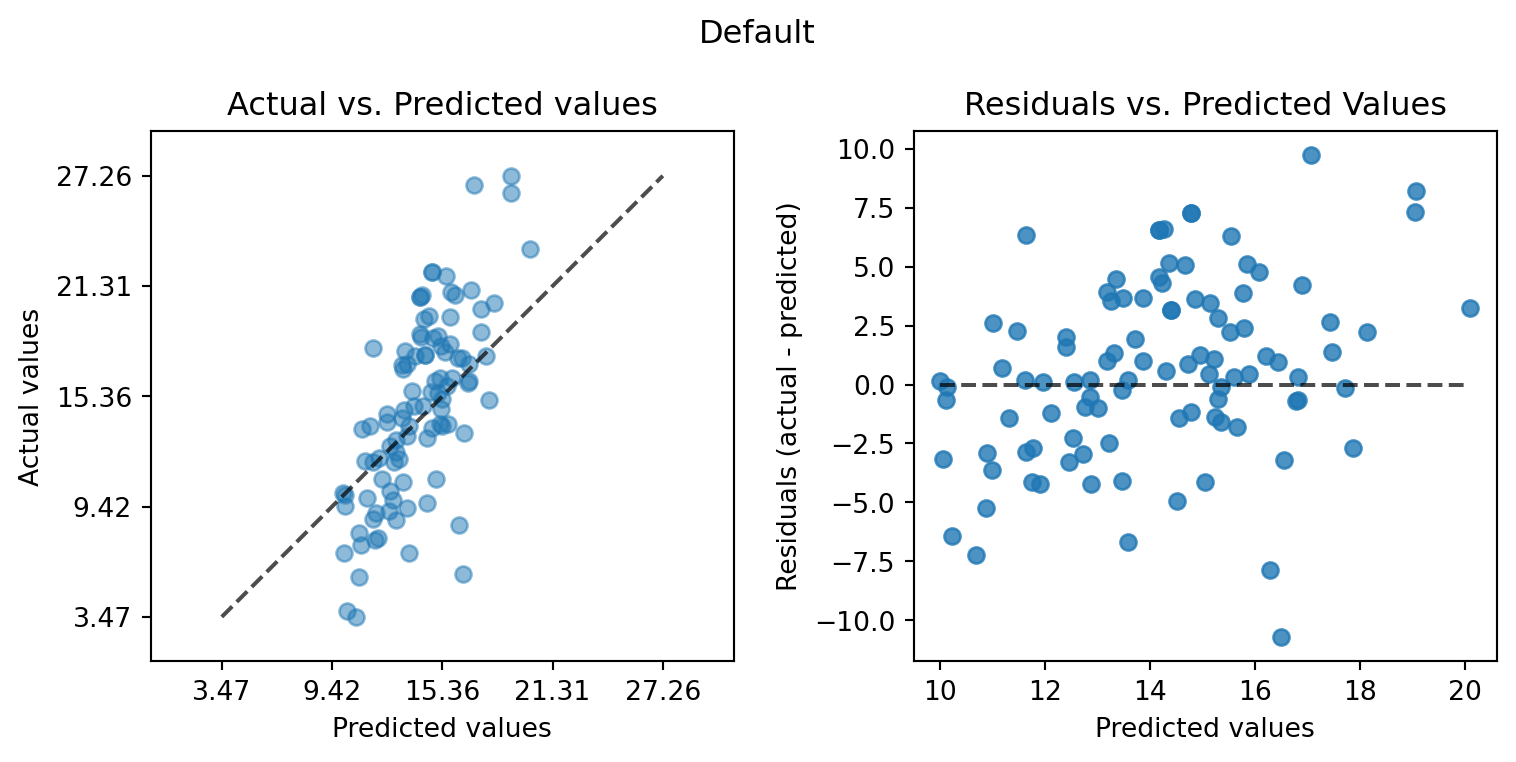 Default
Actual vs. Predicted values
27.26
21.31
15.36
9.42
3.47
Actual values
3.47 9.42 15.36 21.31 27.26
Predicted values
Residuals vs. Predicted Values
10.0
7.5
5.0
2.5
0.0
−2.5
−5.0
−7.5
−10.0
Residuals (actual - predicted)
10 12 14 16 18 20
Predicted values